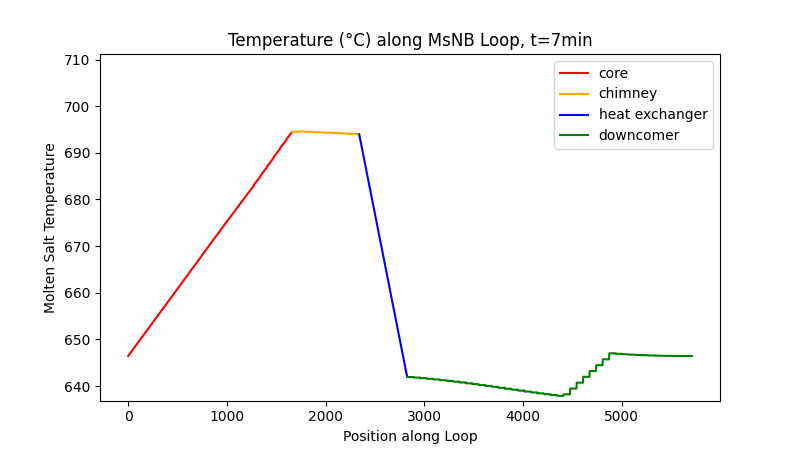 Temperature (°C) along MsNB Loop, t=7min
Molten Salt Temperature
710
700
690
680
670
660
650
640
core
chimney
heat exchanger
downcomer
0
1000
2000
3000
4000
5000
Position along Loop